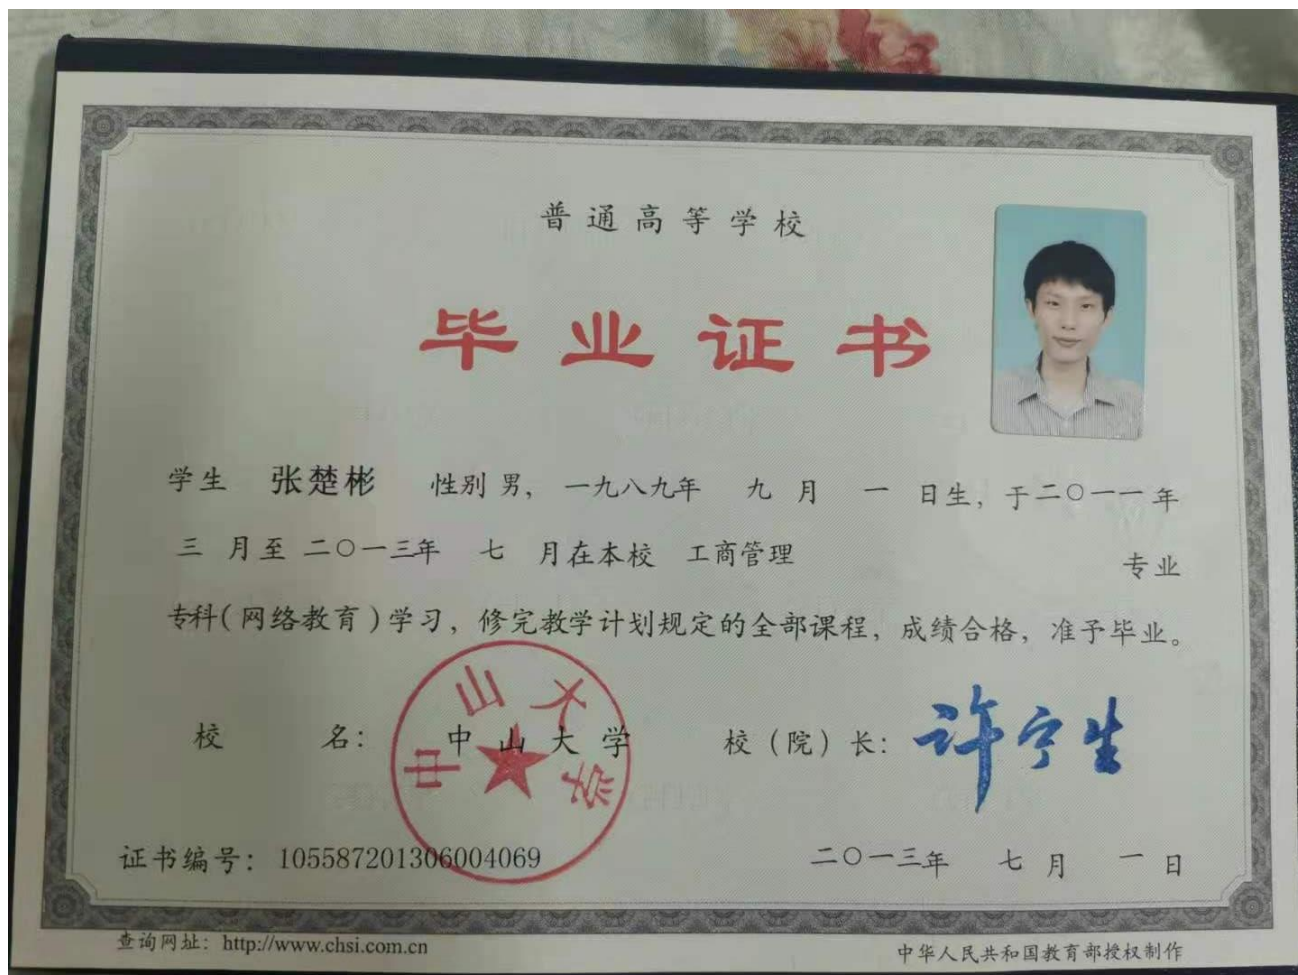 普通高等学校
毕业证书
学生 张楚彬 性别 男, 一九八九年 九 月 一 日生, 于二〇一一年
三 月至 二〇一三年 七 月在本校 工商管理 专业
专科(网络教育)学习, 修完教学计划规定的全部课程, 成绩合格, 准予毕业。
校 名: 中山大学 校(院)长: 许宁生
中山大学
证书编号: 105587201306004069 二〇一三年 七 月 一 日
查询网址: http://www.chsi.com.cn 中华人民共和国教育部授权制作